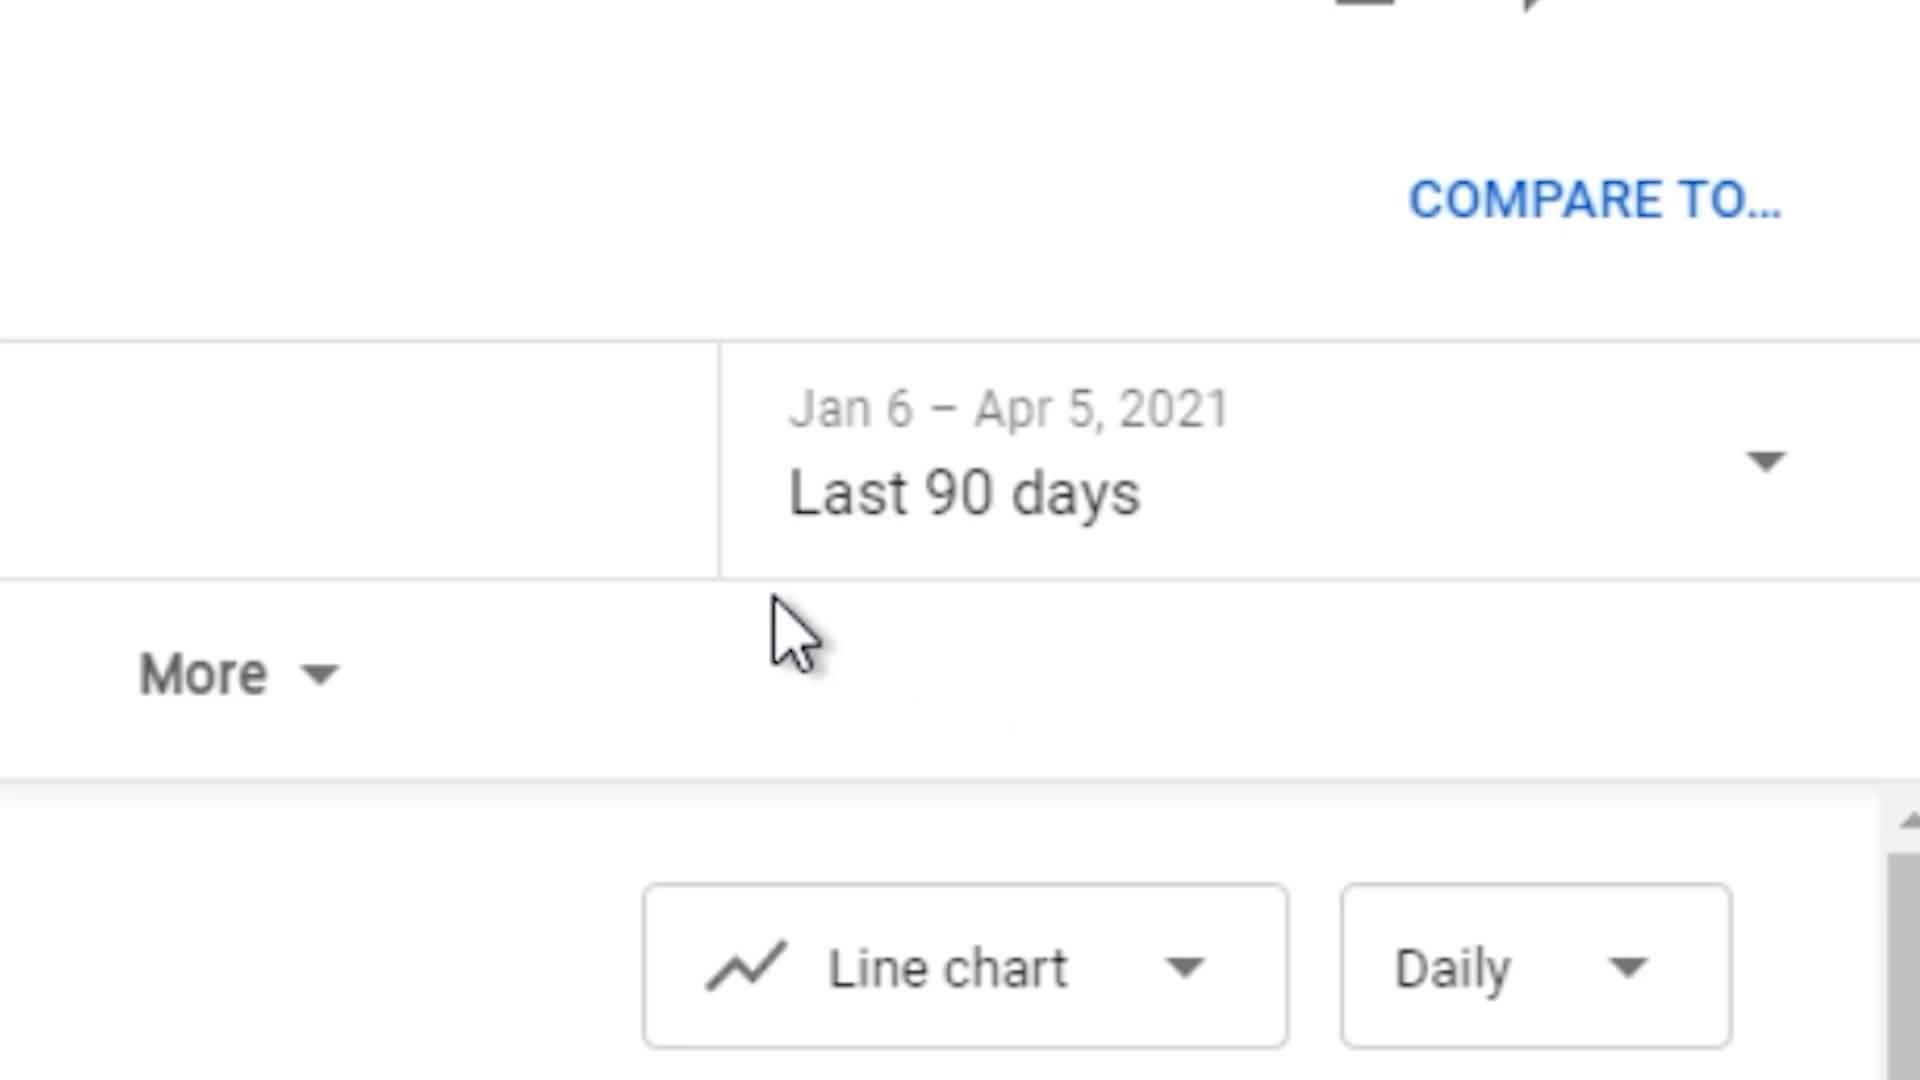 COMPARE TO...
Jan 6 – Apr 5, 2021
Last 90 days
More
Line chart
Daily